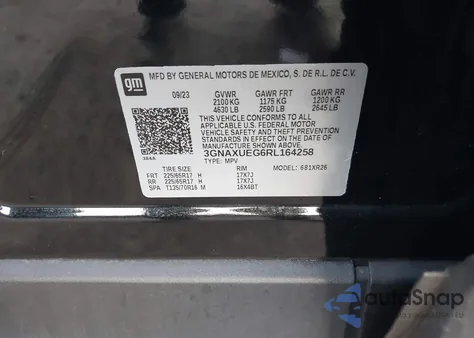 gm
MFD BY GENERAL MOTORS DE MEXICO, S. DE R.L. DE C.V.
09/23 GVWR GAWR FRT GAWR RR
2100 KG 1175 KG 1200 KG
4630 LB 2590 LB 2645 LB
THIS VEHICLE CONFORMS TO ALL
APPLICABLE U.S. FEDERAL MOTOR
VEHICLE SAFETY, BUMPER, AND THEFT
PREVENTION STANDARDS IN EFFECT ON
THE DATE OF MANUFACTURE SHOWN ABOVE.
3GNAXUEG6RL164258
TYPE: MPV
TIRE SIZE RIM MODEL: 681XR26
FRT 225/65R17 H 17X7J
RR 225/65R17 H 17X7J
SPA T135/70R16 M 16X4BT
autoSnap